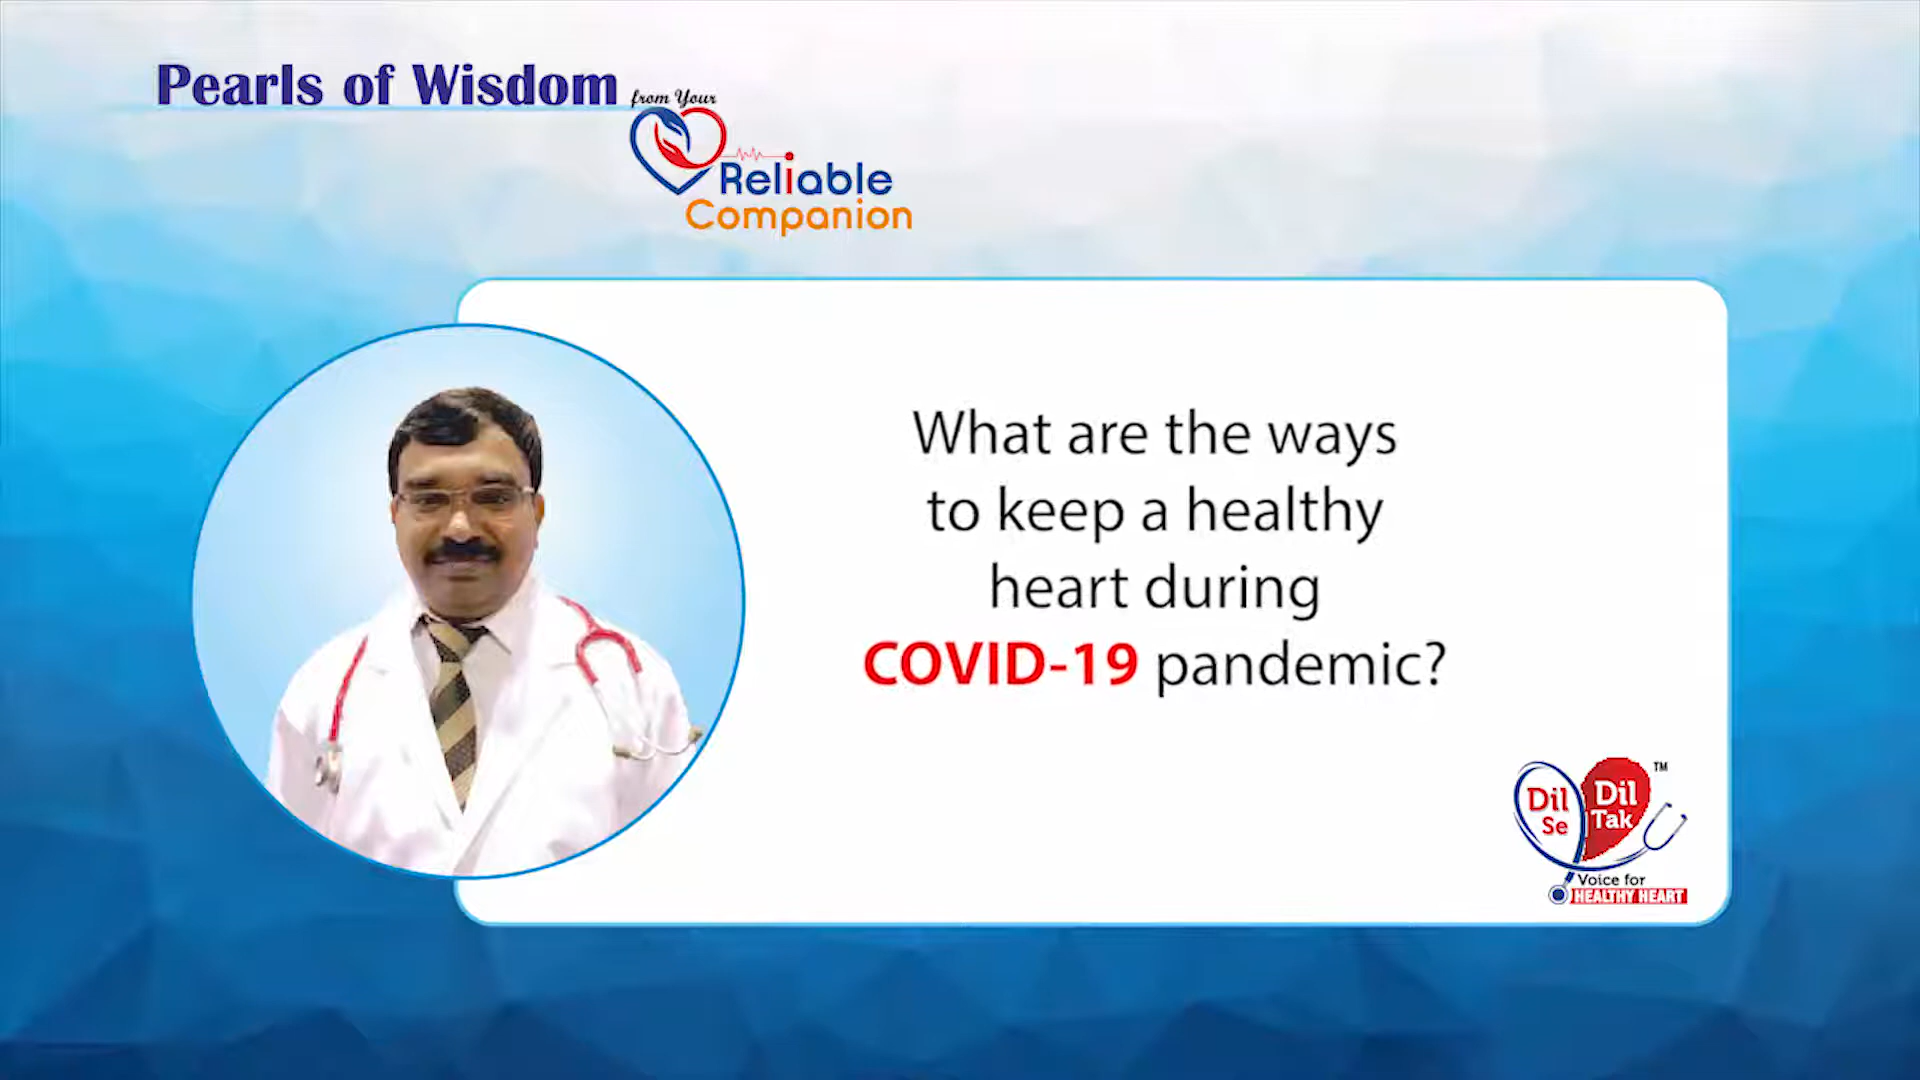 Pearls of Wisdom from Your
Reliable
Companion
What are the ways
to keep a healthy
heart during
COVID-19 pandemic?
Dil Se
Dil Tak
TM
Voice for
HEALTHY HEART